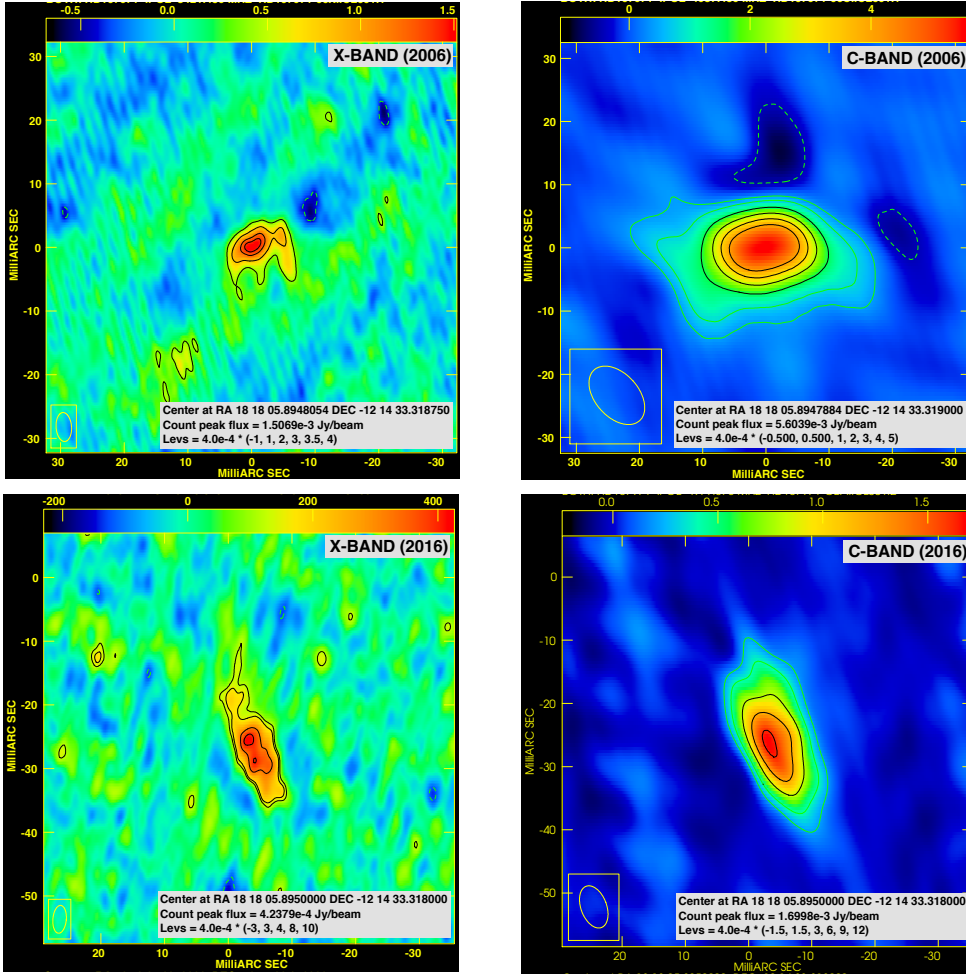 -0.5 0.0 0.5 1.0 1.5
X-BAND (2006)
30
20
10
0
-10
-20
-30
MilliARC SEC
Center at RA 18 18 05.8948054 DEC -12 14 33.318750
Count peak flux = 1.5069e-3 Jy/beam
Levs = 4.0e-4 * (-1, 1, 2, 3, 3.5, 4)
30 20 10 0 -10 -20 -30
MilliARC SEC
0 2 4
C-BAND (2006)
30
20
10
0
-10
-20
-30
MilliARC SEC
Center at RA 18 18 05.8947884 DEC -12 14 33.319000
Count peak flux = 5.6039e-3 Jy/beam
Levs = 4.0e-4 * (-0.500, 0.500, 1, 2, 3, 4, 5)
30 20 10 0 -10 -20 -30
MilliARC SEC
-200 0 200 400
X-BAND (2016)
0
-10
-20
-30
-40
-50
MilliARC SEC
Center at RA 18 18 05.8950000 DEC -12 14 33.318000
Count peak flux = 4.2379e-4 Jy/beam
Levs = 4.0e-4 * (-3, 3, 4, 8, 10)
20 10 0 -10 -20 -30
MilliARC SEC
0.0 0.5 1.0 1.5
C-BAND (2016)
0
-10
-20
-30
-40
-50
MilliARC SEC
Center at RA 18 18 05.8950000 DEC -12 14 33.318000
Count peak flux = 1.6998e-3 Jy/beam
Levs = 4.0e-4 * (-1.5, 1.5, 3, 6, 9, 12)
20 10 0 -10 -20 -30
MilliARC SEC